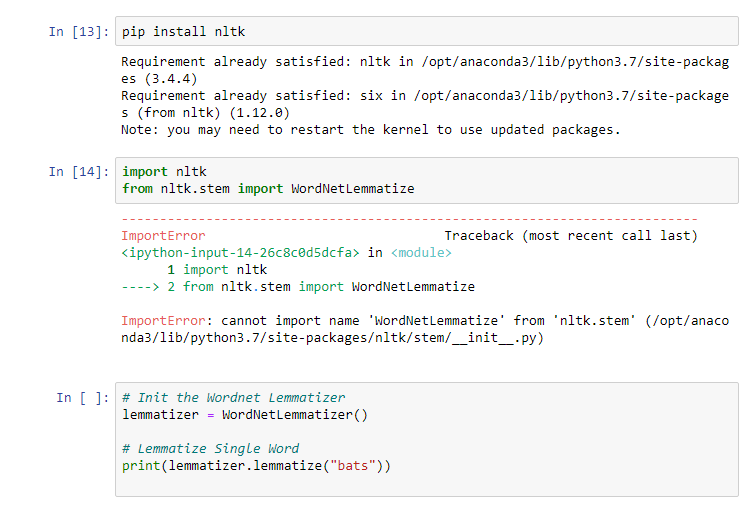 In [13]: pip install nltk
Requirement already satisfied: nltk in /opt/anaconda3/lib/python3.7/site-packag
es (3.4.4)
Requirement already satisfied: six in /opt/anaconda3/lib/python3.7/site-package
s (from nltk) (1.12.0)
Note: you may need to restart the kernel to use updated packages.
In [14]: import nltk
from nltk.stem import WordNetLemmatize
---------------------------------------------------------------------------
ImportError                               Traceback (most recent call last)
<ipython-input-14-26c8c0d5dcfa> in <module>
      1 import nltk
----> 2 from nltk.stem import WordNetLemmatize
ImportError: cannot import name 'WordNetLemmatize' from 'nltk.stem' (/opt/anaco
nda3/lib/python3.7/site-packages/nltk/stem/__init__.py)
In [ ]: # Init the Wordnet Lemmatizer
lemmatizer = WordNetLemmatizer()
# Lemmatize Single Word
print(lemmatizer.lemmatize("bats"))